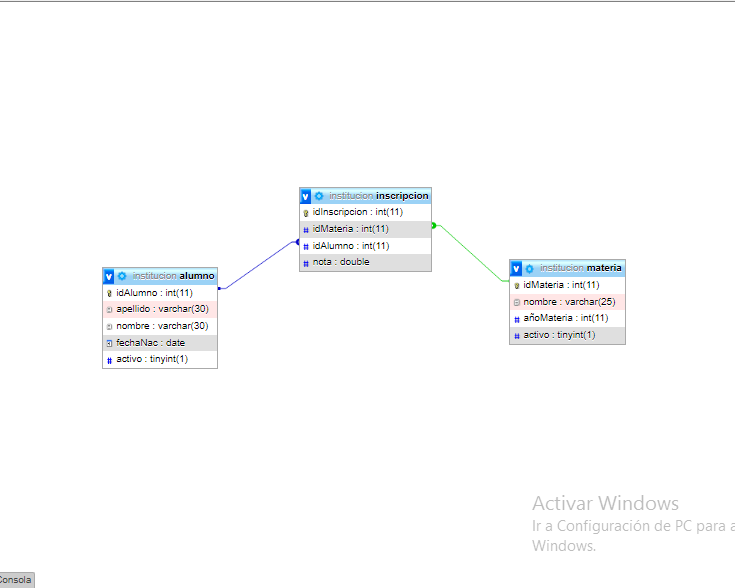 v institucion inscripcion
idInscripcion : int(11)
# idMateria : int(11)
# idAlumno : int(11)
# nota : double
v institucion alumno
idAlumno : int(11)
apellido : varchar(30)
nombre : varchar(30)
fechaNac : date
# activo : tinyint(1)
v institucion materia
idMateria : int(11)
nombre : varchar(25)
# añoMateria : int(11)
# activo : tinyint(1)
Activar Windows
Ir a Configuración de PC para a
Windows.
Consola